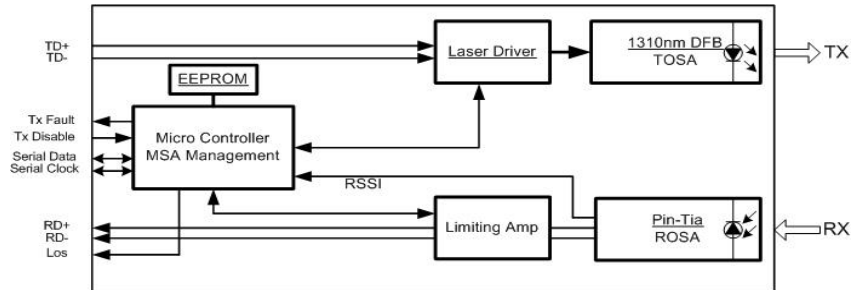 TD+
TD-
Laser Driver
1310nm DFB
TOSA
TX
EEPROM
Tx Fault
Tx Disable
Serial Data
Serial Clock
Micro Controller
MSA Management
RSSI
RD+
RD-
Los
Limiting Amp
Pin-Tia
ROSA
RX